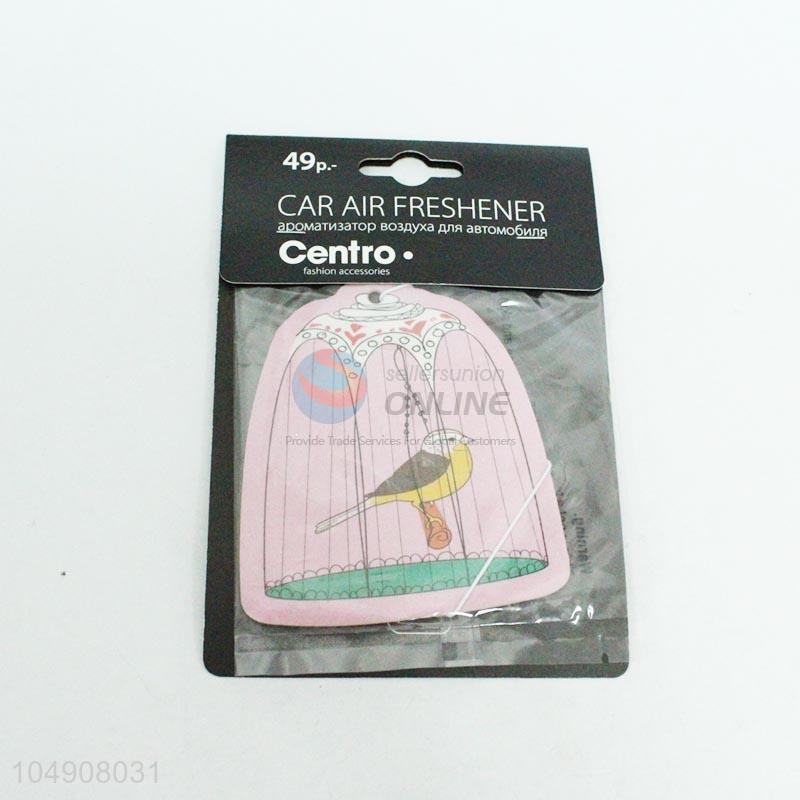 49р.-
CAR AIR FRESHENER
ароматизатор воздуха для автомобиля
Centro
fashion accessories
sellersunion
ONLINE
Provide Trade Services For Global Customers
Warning:
104908031